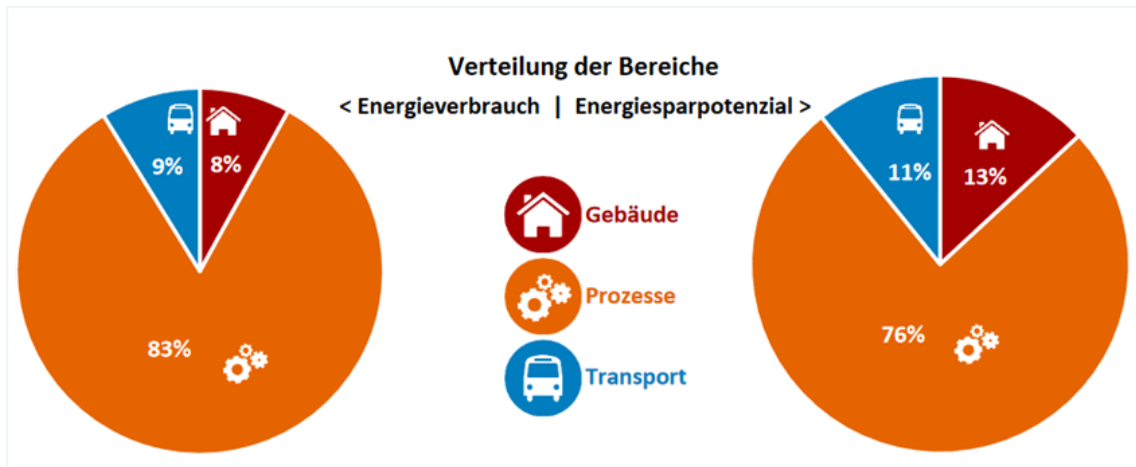 Verteilung der Bereiche
< Energieverbrauch | Energiesparpotenzial >
9%
8%
83%
Gebäude
Prozesse
Transport
11%
13%
76%